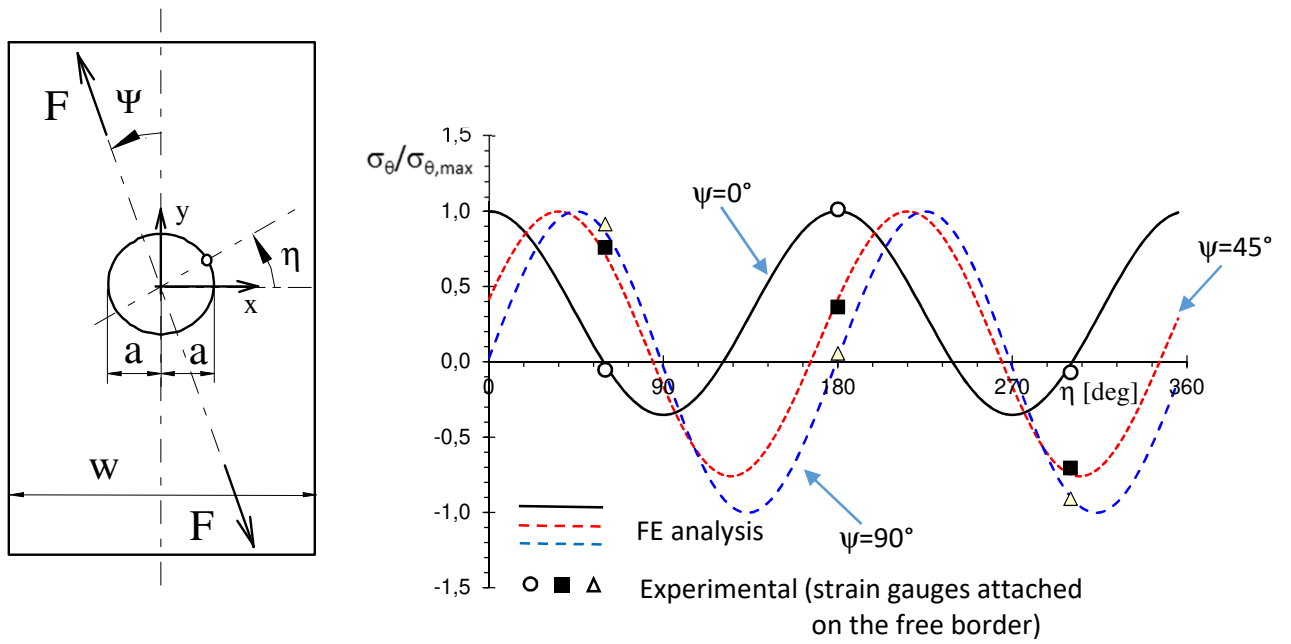 F
Ψ
y
η
x
a
a
w
F
σθ/σθ,max
1,5
1,0
0,5
0,0
-0,5
-1,0
-1,5
0
90
180
270
360
η [deg]
ψ=0°
ψ=45°
ψ=90°
FE analysis
Experimental (strain gauges attached
on the free border)